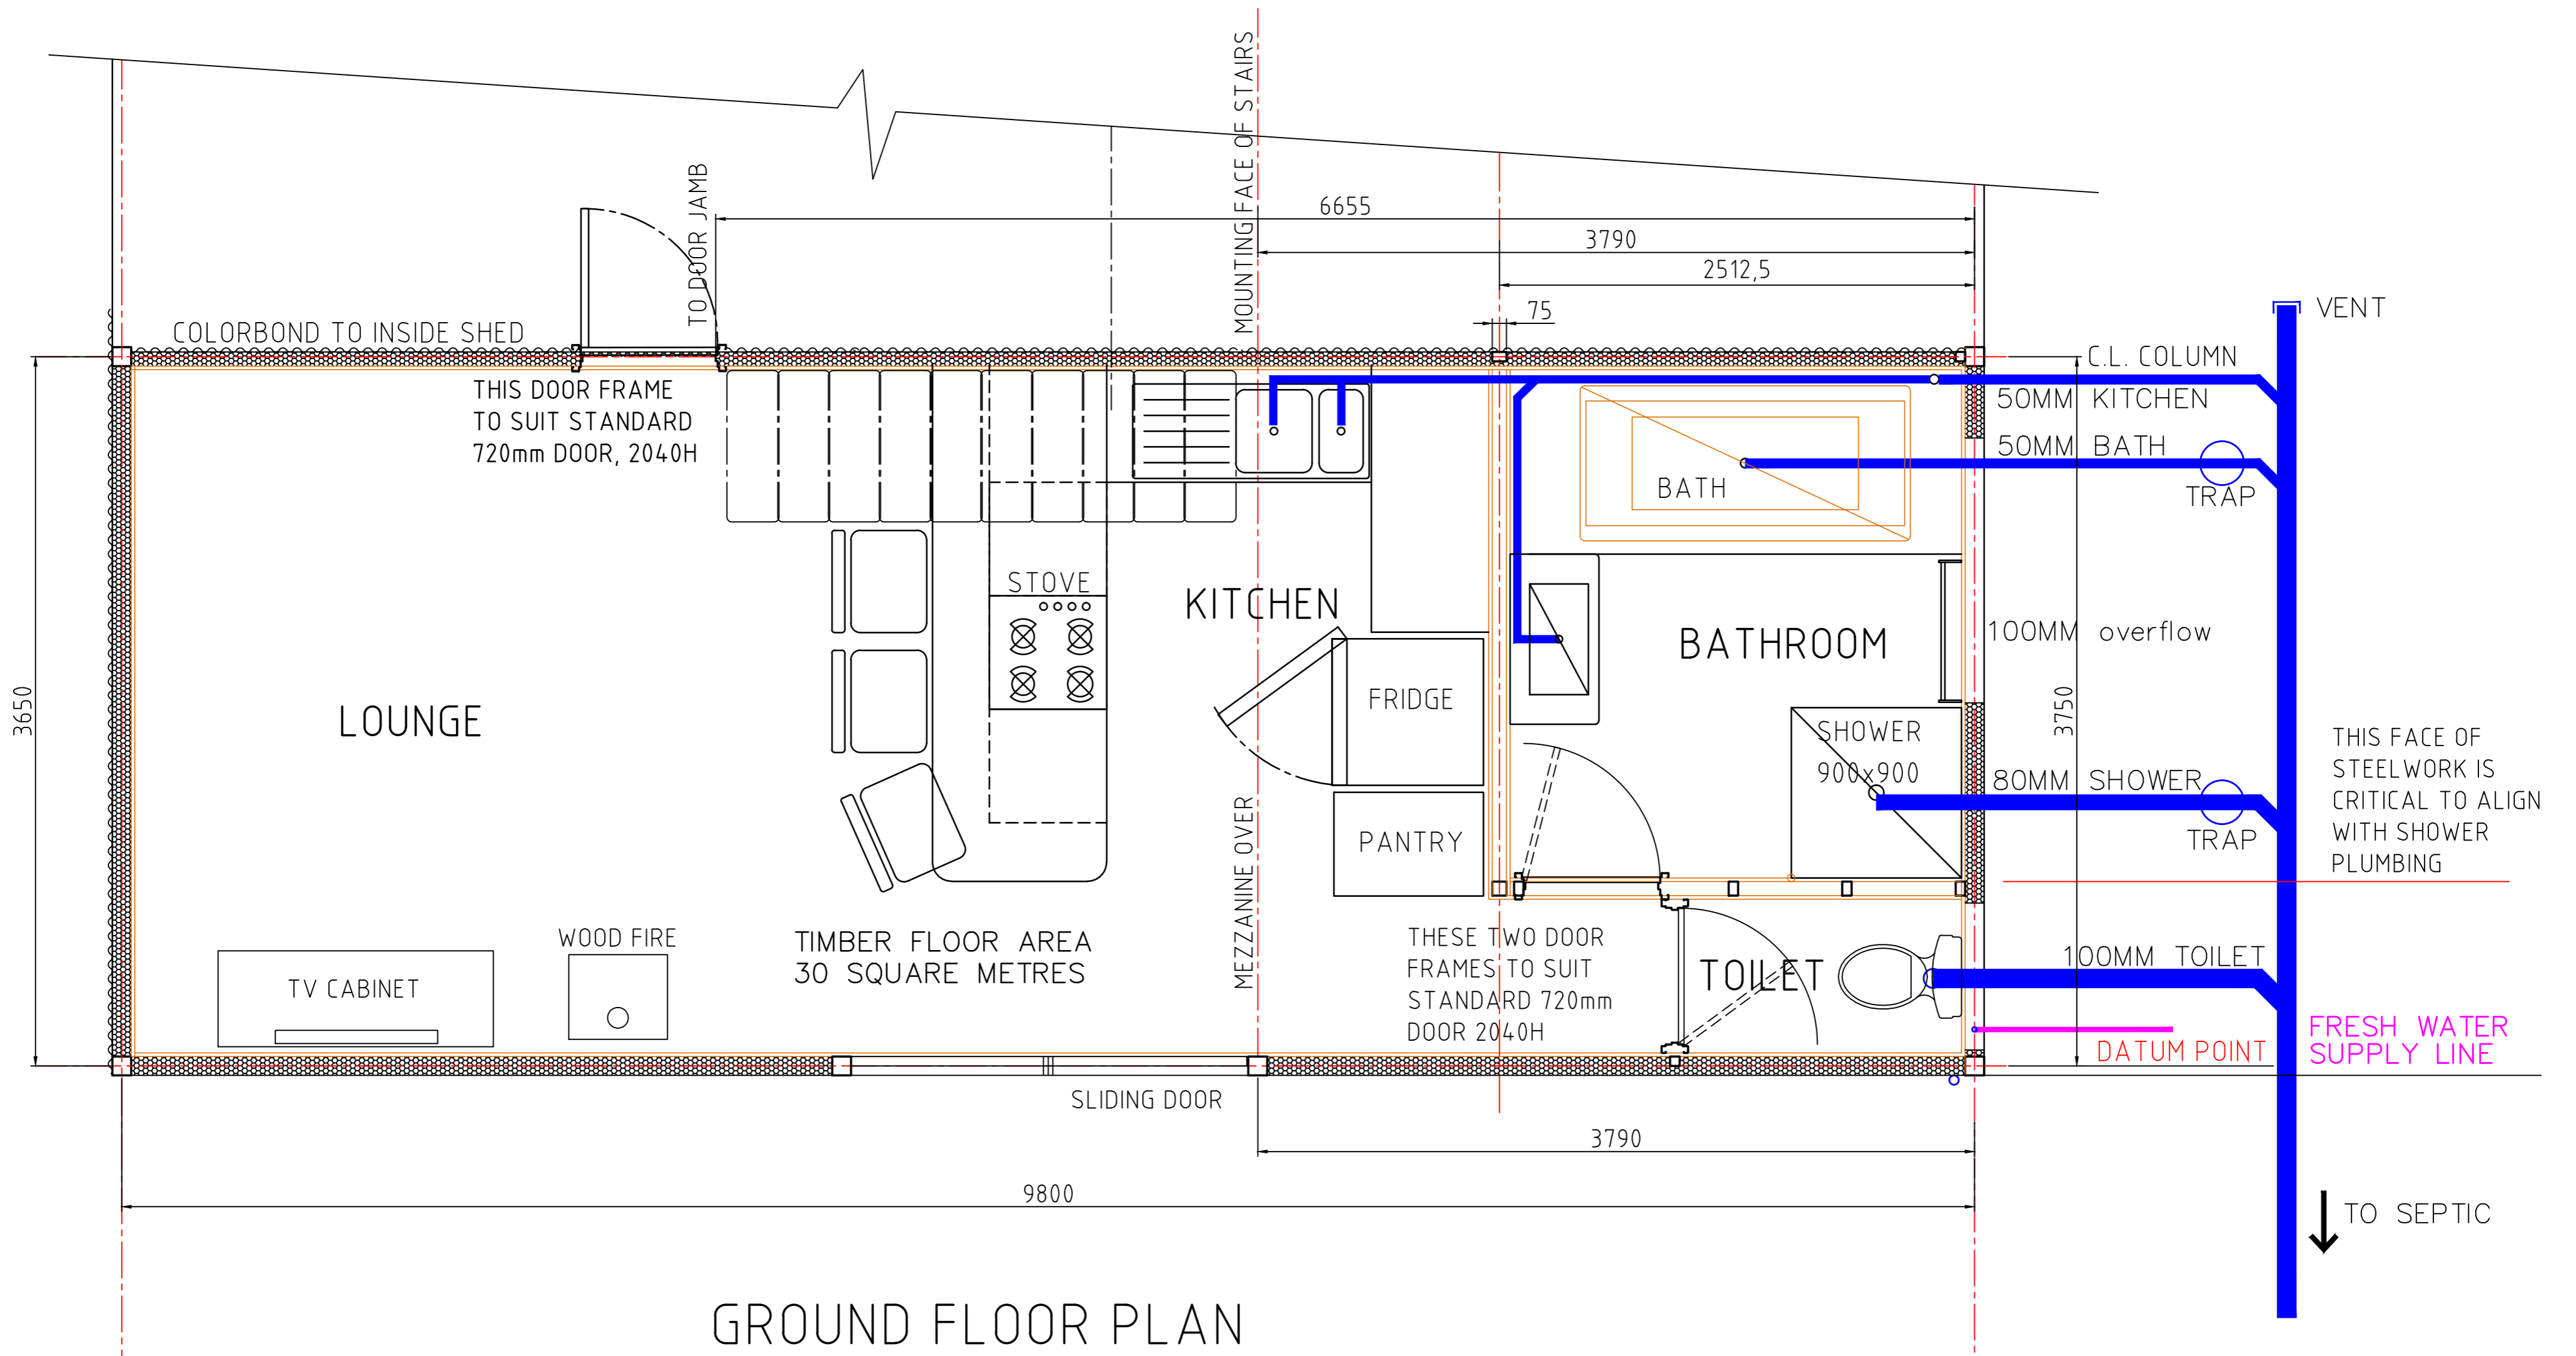 MOUNTING FACE OF STAIRS
TO DOOR JAMB
6655
3790
2512,5
75
VENT
COLORBOND TO INSIDE SHED
C.L. COLUMN
THIS DOOR FRAME
TO SUIT STANDARD
720mm DOOR, 2040H
50MM KITCHEN
50MM BATH
TRAP
BATH
STOVE
KITCHEN
BATHROOM
100MM overflow
FRIDGE
LOUNGE
3650
3750
SHOWER
900x900
80MM SHOWER
TRAP
THIS FACE OF
STEELWORK IS
CRITICAL TO ALIGN
WITH SHOWER
PLUMBING
PANTRY
MEZZANINE OVER
WOOD FIRE
TV CABINET
TIMBER FLOOR AREA
30 SQUARE METRES
THESE TWO DOOR
FRAMES TO SUIT
STANDARD 720mm
DOOR 2040H
TOILET
100MM TOILET
FRESH WATER
SUPPLY LINE
DATUM POINT
SLIDING DOOR
3790
9800
TO SEPTIC
GROUND FLOOR PLAN